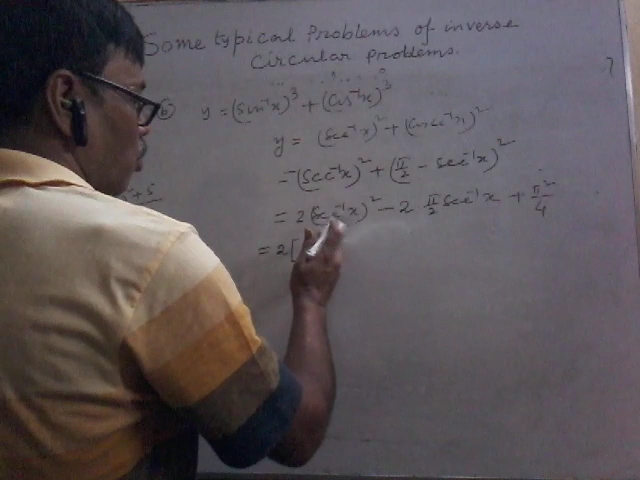 Some typical Problems of inverse
Circular Problems.
6) y = (Sin⁻¹x)³ + (Cos⁻¹x)³
y = (Sec⁻¹x)² + (Cosec⁻¹x)²
= (Sec⁻¹x)² + (π/2 - Sec⁻¹x)²
= 2(Sec⁻¹x)² - 2 π/2 Sec⁻¹x + π²/4
= 2[